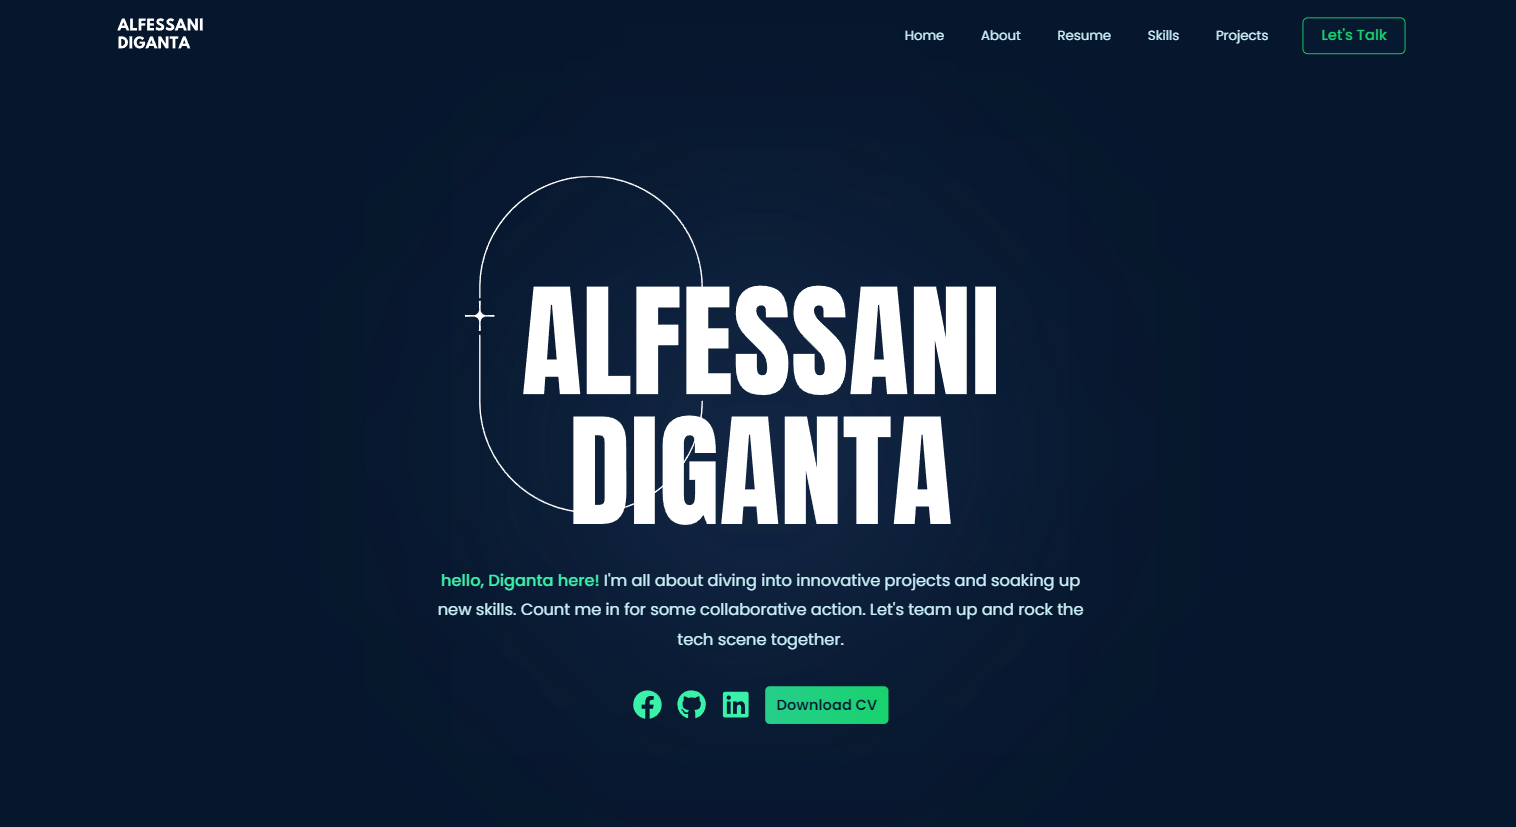 ALFESSANI
DIGANTA
Home About Resume Skills Projects Let's Talk
ALFESSANI
DIGANTA
hello, Diganta here! I'm all about diving into innovative projects and soaking up
new skills. Count me in for some collaborative action. Let's team up and rock the
tech scene together.
Download CV